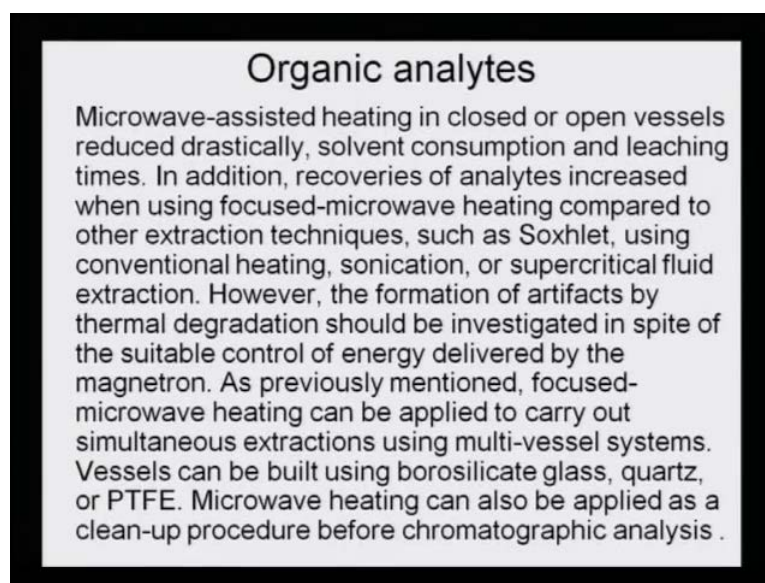 Organic analytes
Microwave-assisted heating in closed or open vessels
reduced drastically, solvent consumption and leaching
times. In addition, recoveries of analytes increased
when using focused-microwave heating compared to
other extraction techniques, such as Soxhlet, using
conventional heating, sonication, or supercritical fluid
extraction. However, the formation of artifacts by
thermal degradation should be investigated in spite of
the suitable control of energy delivered by the
magnetron. As previously mentioned, focused-
microwave heating can be applied to carry out
simultaneous extractions using multi-vessel systems.
Vessels can be built using borosilicate glass, quartz,
or PTFE. Microwave heating can also be applied as a
clean-up procedure before chromatographic analysis .